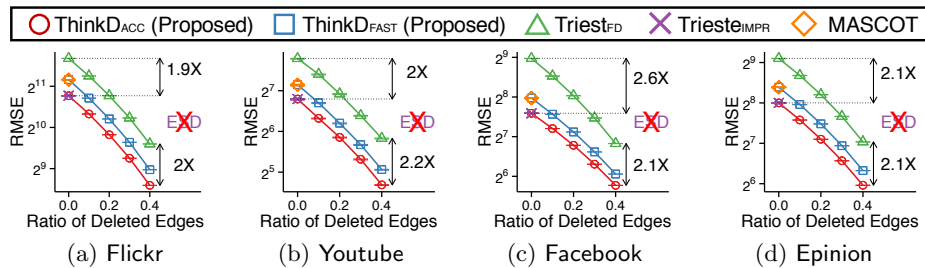 ThinkDACC (Proposed) ThinkDFAST (Proposed) TriestFD TriesteIMPR MASCOT
RMSE
2^11
2^10
2^9
1.9X
EXD
2X
0.0 0.2 0.4
Ratio of Deleted Edges
(a) Flickr
RMSE
2^7
2^6
2^5
2X
EXD
2.2X
0.0 0.2 0.4
Ratio of Deleted Edges
(b) Youtube
RMSE
2^9
2^8
2^7
2^6
2.6X
EXD
2.1X
0.0 0.2 0.4
Ratio of Deleted Edges
(c) Facebook
RMSE
2^9
2^8
2^7
2^6
2.1X
EXD
2.1X
0.0 0.2 0.4
Ratio of Deleted Edges
(d) Epinion